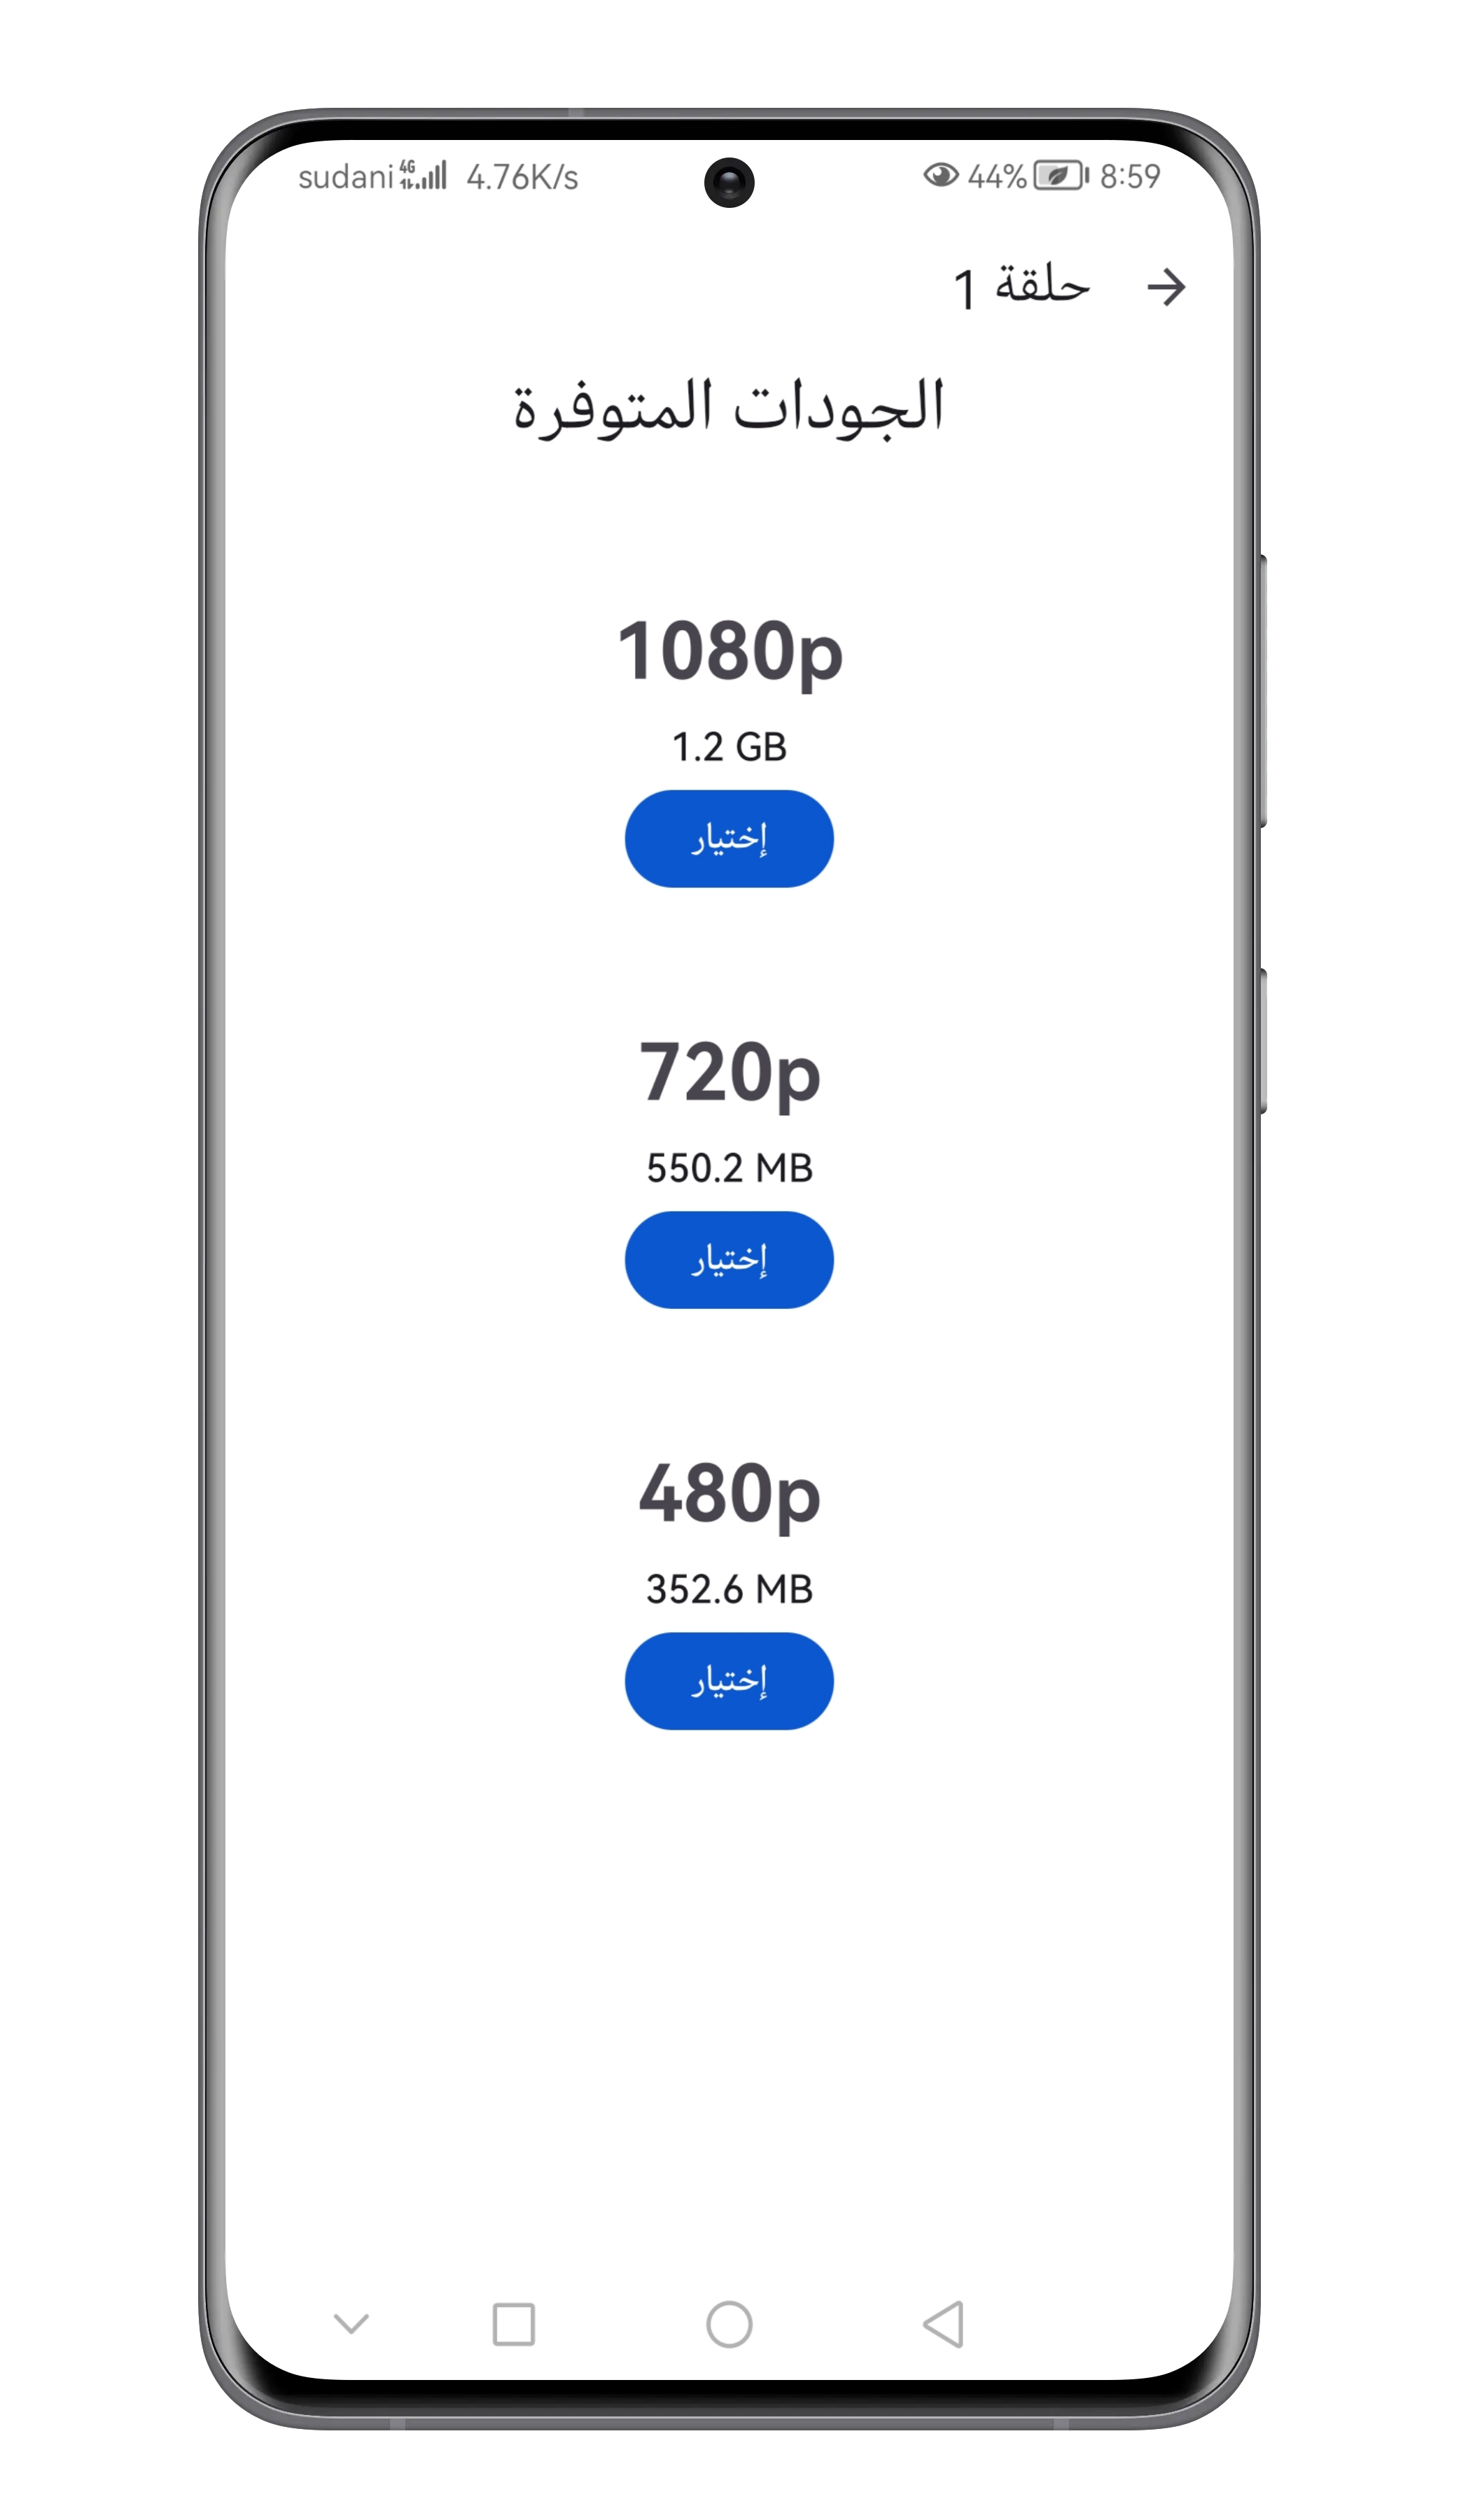 sudani 4G 4.76K/s 44% 8:59
حلقة 1
الجودات المتوفرة
1080p
1.2 GB
إختيار
720p
550.2 MB
إختيار
480p
352.6 MB
إختيار